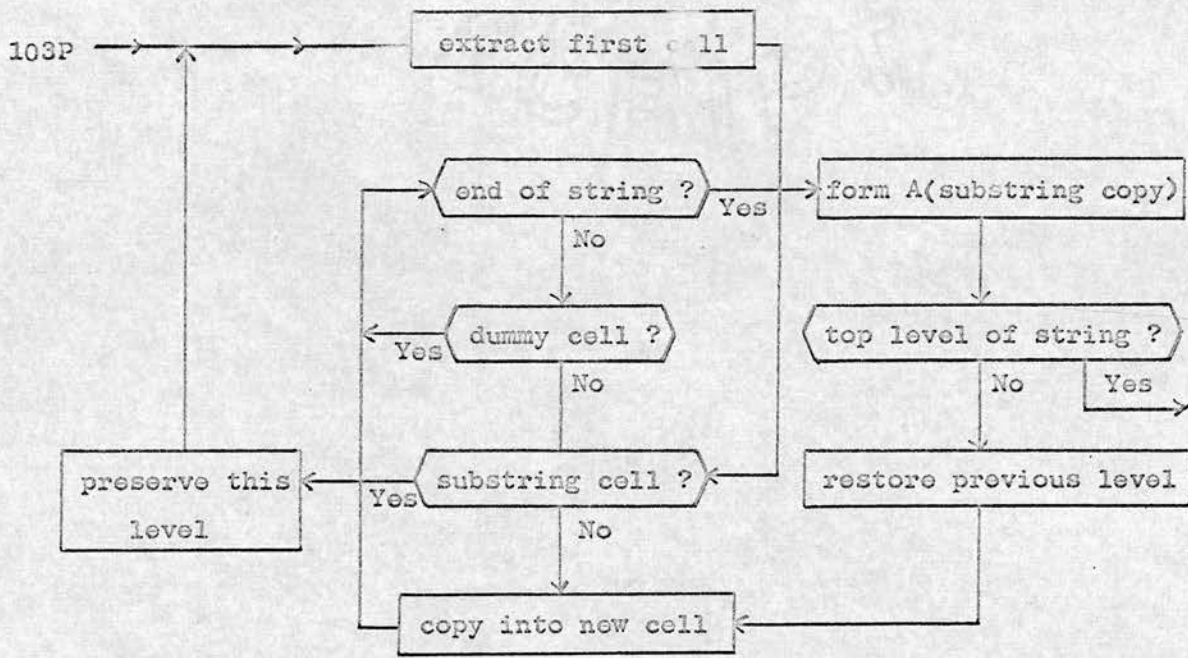 103P
extract first cell
end of string ?
Yes
form A(substring copy)
No
dummy cell ?
Yes
top level of string ?
No
No
Yes
preserve this
level
Yes
substring cell ?
restore previous level
No
copy into new cell